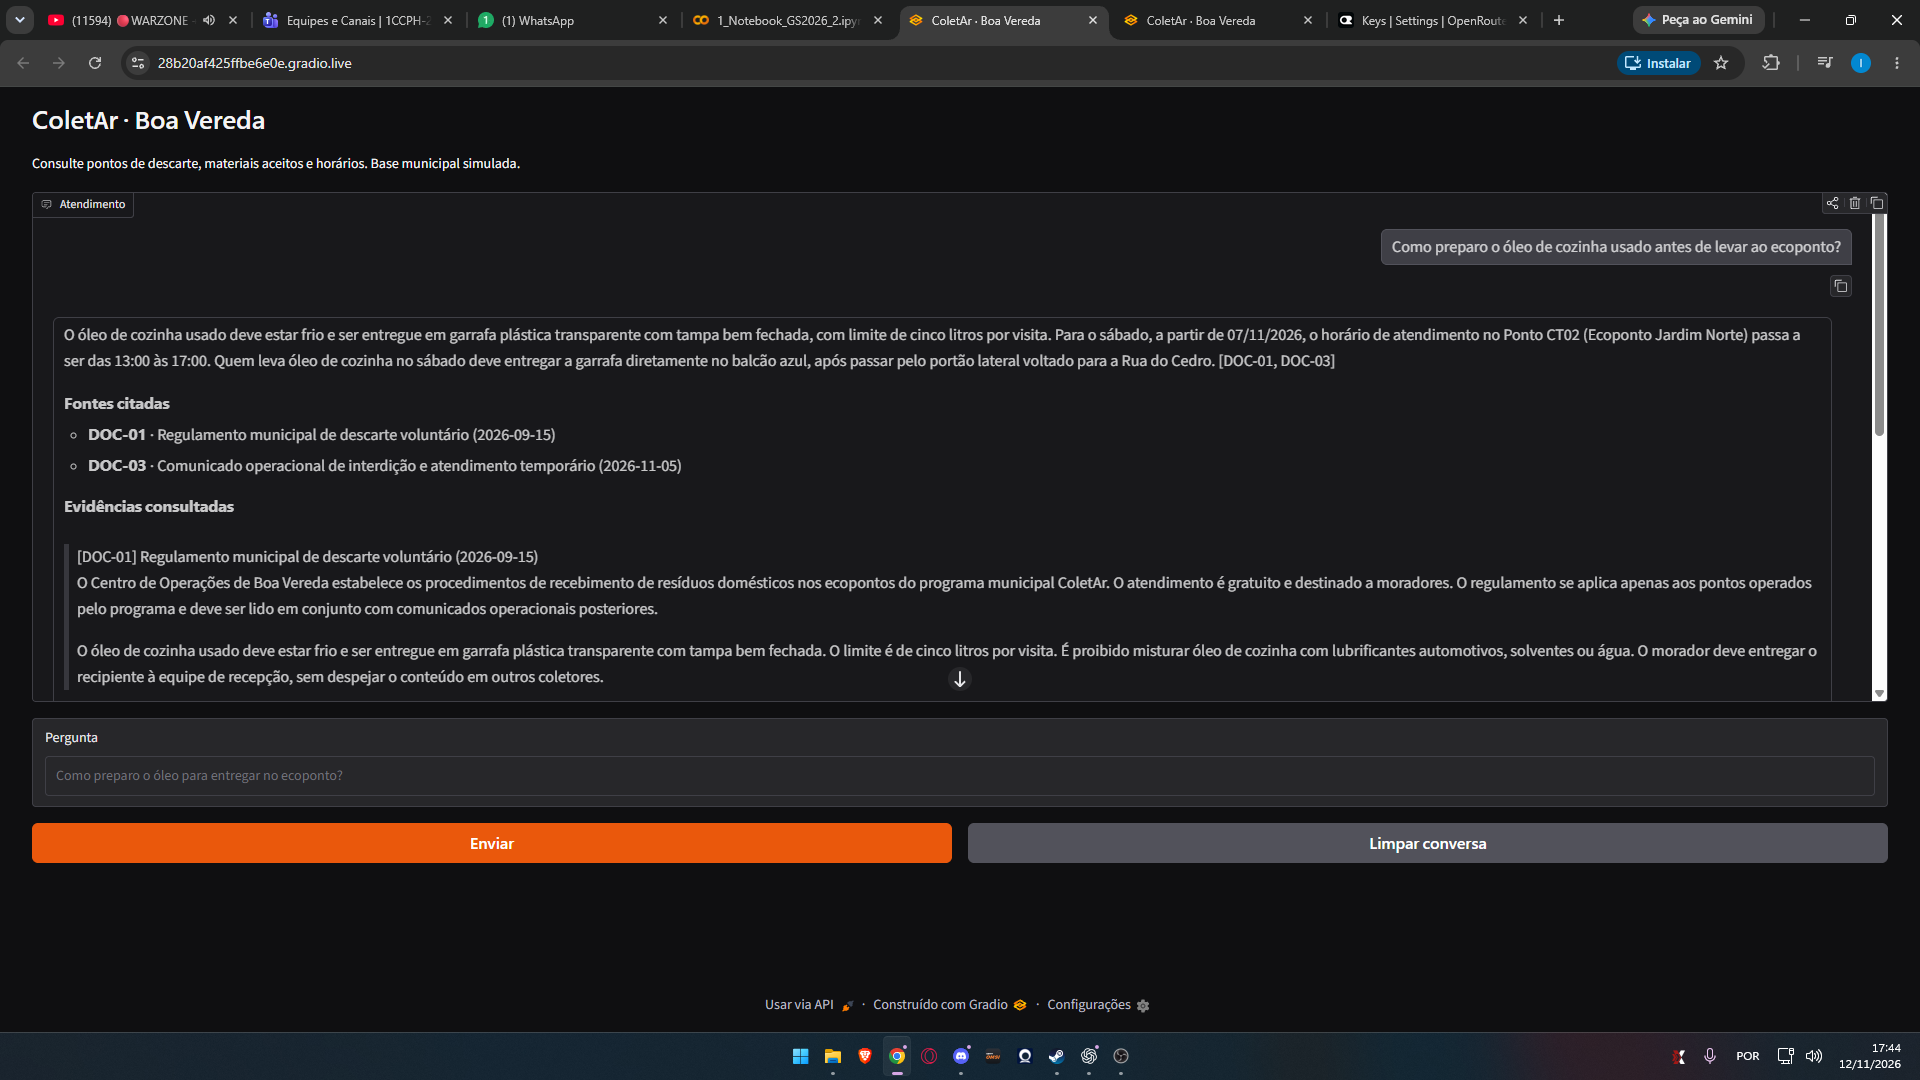 (11594) 🔴WARZONE
Equipes e Canais | 1CCPH-2
(1) WhatsApp
1_Notebook_GS2026_2.ipy
ColetAr · Boa Vereda
ColetAr · Boa Vereda
Keys | Settings | OpenRout
Peça ao Gemini
28b20af425ffbe6e0e.gradio.live
Instalar
ColetAr · Boa Vereda
Consulte pontos de descarte, materiais aceitos e horários. Base municipal simulada.
Atendimento
Como preparo o óleo de cozinha usado antes de levar ao ecoponto?
O óleo de cozinha usado deve estar frio e ser entregue em garrafa plástica transparente com tampa bem fechada, com limite de cinco litros por visita. Para o sábado, a partir de 07/11/2026, o horário de atendimento no Ponto CT02 (Ecoponto Jardim Norte) passa a
ser das 13:00 às 17:00. Quem leva óleo de cozinha no sábado deve entregar a garrafa diretamente no balcão azul, após passar pelo portão lateral voltado para a Rua do Cedro. [DOC-01, DOC-03]
Fontes citadas
DOC-01 · Regulamento municipal de descarte voluntário (2026-09-15)
DOC-03 · Comunicado operacional de interdição e atendimento temporário (2026-11-05)
Evidências consultadas
[DOC-01] Regulamento municipal de descarte voluntário (2026-09-15)
O Centro de Operações de Boa Vereda estabelece os procedimentos de recebimento de resíduos domésticos nos ecopontos do programa municipal ColetAr. O atendimento é gratuito e destinado a moradores. O regulamento se aplica apenas aos pontos operados
pelo programa e deve ser lido em conjunto com comunicados operacionais posteriores.
O óleo de cozinha usado deve estar frio e ser entregue em garrafa plástica transparente com tampa bem fechada. O limite é de cinco litros por visita. É proibido misturar óleo de cozinha com lubrificantes automotivos, solventes ou água. O morador deve entregar o
recipiente à equipe de recepção, sem despejar o conteúdo em outros coletores.
Pergunta
Como preparo o óleo para entregar no ecoponto?
Enviar
Limpar conversa
Usar via API · Construído com Gradio · Configurações
POR
17:44
12/11/2026